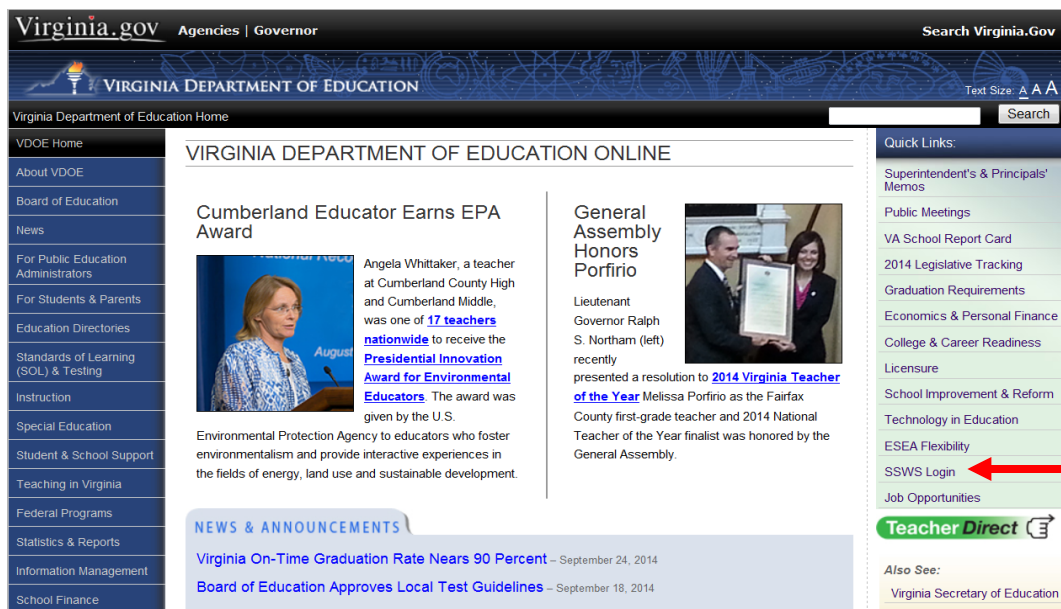 Virginia.gov Agencies | Governor Search Virginia.Gov
VIRGINIA DEPARTMENT OF EDUCATION
Text Size: A A A
Virginia Department of Education Home Search
VDOE Home
About VDOE
Board of Education
News
For Public Education
Administrators
For Students & Parents
Education Directories
Standards of Learning
(SOL) & Testing
Instruction
Special Education
Student & School Support
Teaching in Virginia
Federal Programs
Statistics & Reports
Information Management
School Finance
VIRGINIA DEPARTMENT OF EDUCATION ONLINE
Cumberland Educator Earns EPA
Award
National
August
Angela Whittaker, a teacher
at Cumberland County High
and Cumberland Middle,
was one of 17 teachers
nationwide to receive the
Presidential Innovation
Award for Environmental
Educators. The award was
given by the U.S.
Environmental Protection Agency to educators who foster
environmentalism and provide interactive experiences in
the fields of energy, land use and sustainable development.
General
Assembly
Honors
Porfirio
Lieutenant
Governor Ralph
S. Northam (left)
recently
presented a resolution to 2014 Virginia Teacher
of the Year Melissa Porfirio as the Fairfax
County first-grade teacher and 2014 National
Teacher of the Year finalist was honored by the
General Assembly.
NEWS & ANNOUNCEMENTS
Virginia On-Time Graduation Rate Nears 90 Percent – September 24, 2014
Board of Education Approves Local Test Guidelines – September 18, 2014
Quick Links:
Superintendent's & Principals'
Memos
Public Meetings
VA School Report Card
2014 Legislative Tracking
Graduation Requirements
Economics & Personal Finance
College & Career Readiness
Licensure
School Improvement & Reform
Technology in Education
ESEA Flexibility
SSWS Login
Job Opportunities
Teacher Direct
Also See:
Virginia Secretary of Education